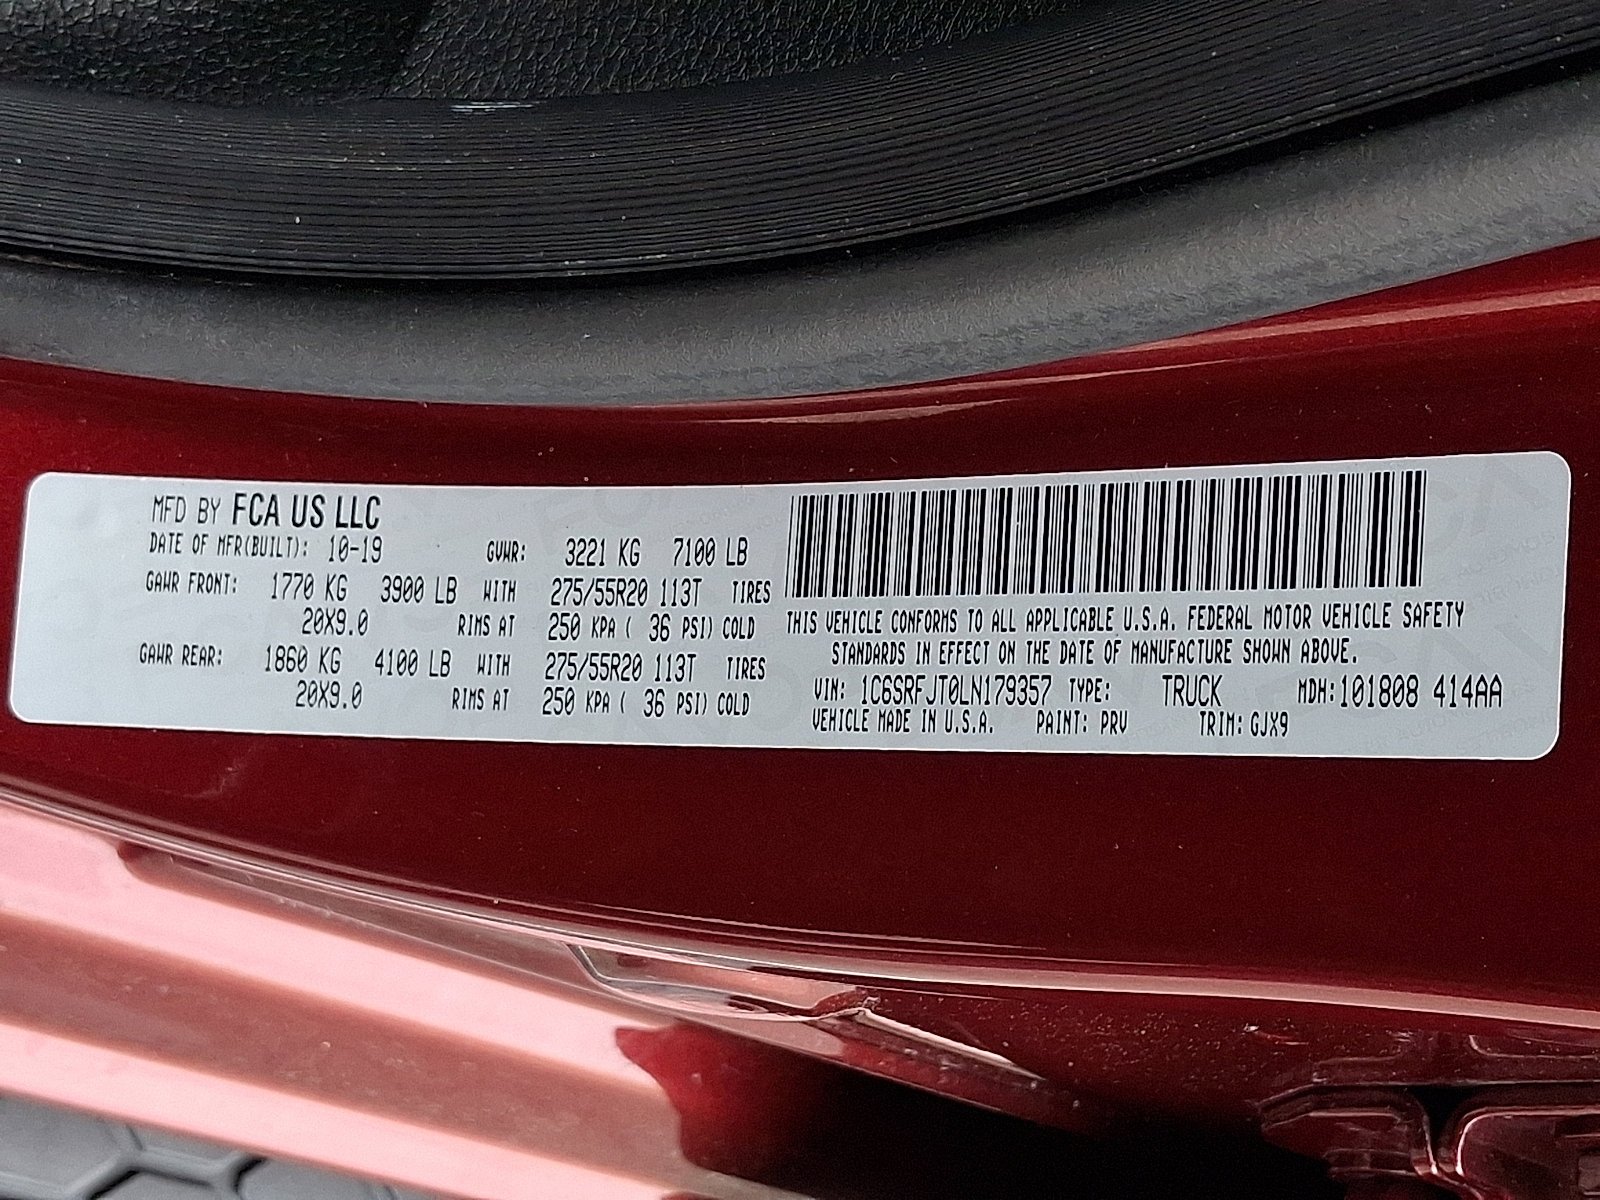 MFD BY FCA US LLC
DATE OF MFR(BUILT): 10-19 GVWR: 3221 KG 7100 LB
GAWR FRONT: 1770 KG 3900 LB WITH 275/55R20 113T TIRES
20X9.0 RIMS AT 250 KPA ( 36 PSI) COLD
GAWR REAR: 1860 KG 4100 LB WITH 275/55R20 113T TIRES
20X9.0 RIMS AT 250 KPA ( 36 PSI) COLD
THIS VEHICLE CONFORMS TO ALL APPLICABLE U.S.A. FEDERAL MOTOR VEHICLE SAFETY
STANDARDS IN EFFECT ON THE DATE OF MANUFACTURE SHOWN ABOVE.
VIN: 1C6SRFJT0LN179357 TYPE: TRUCK MDH:101808 414AA
VEHICLE MADE IN U.S.A. PAINT: PRV TRIM: GJX9